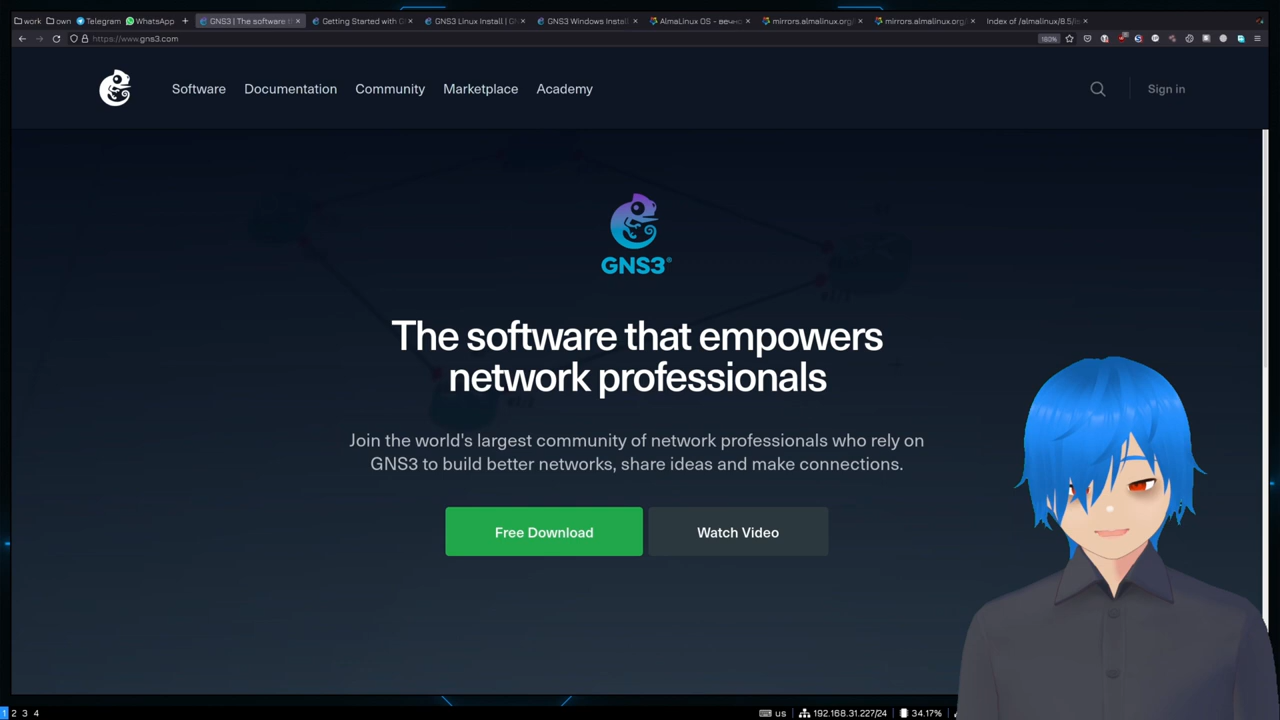 work
own
Telegram
WhatsApp
+
GNS3 | The software t
Getting Started with G
GNS3 Linux Install | G
GNS3 Windows Install
AlmaLinux OS - вечно
mirrors.almalinux.org/
mirrors.almalinux.org/
Index of /almalinux/8.5/is
https://www.gns3.com
160%
Software
Documentation
Community
Marketplace
Academy
Sign in
GNS3®
The software that empowers
network professionals
Join the world's largest community of network professionals who rely on
GNS3 to build better networks, share ideas and make connections.
Free Download
Watch Video
1 2 3 4
us
192.168.31.227/24
34.17%